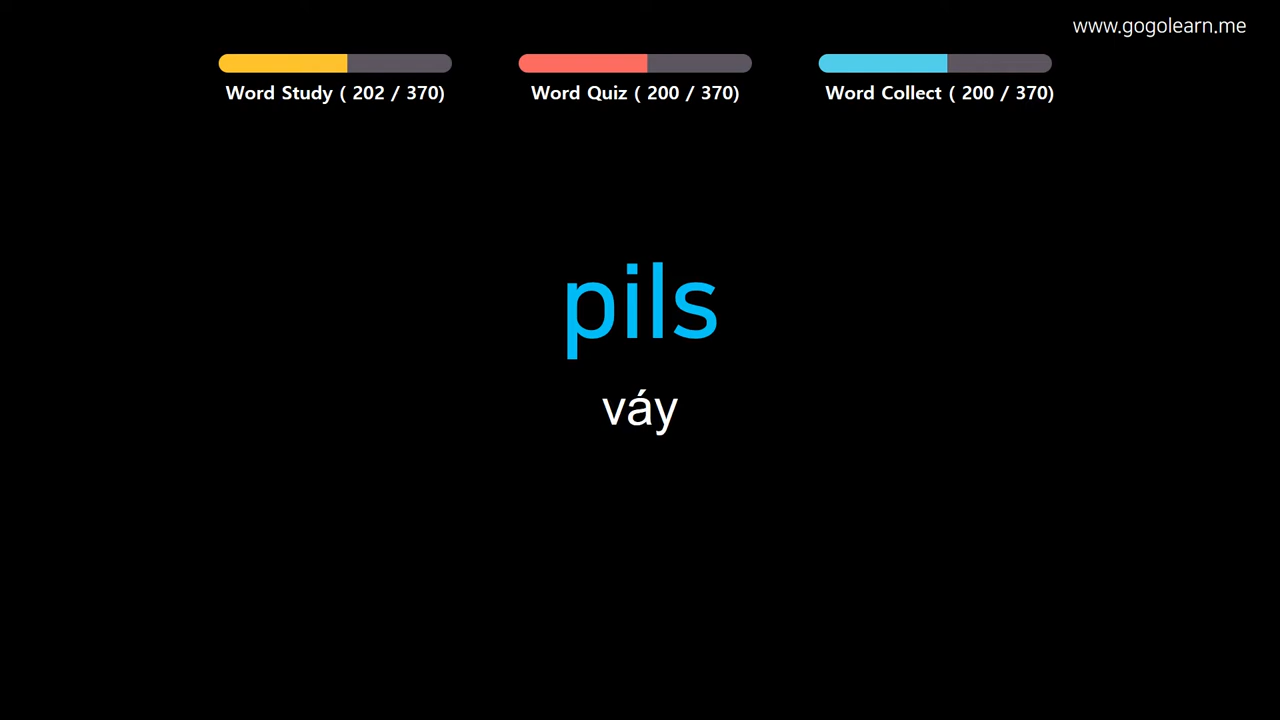 www.gogolearn.me
Word Study ( 202 / 370)
Word Quiz ( 200 / 370)
Word Collect ( 200 / 370)
pils
váy